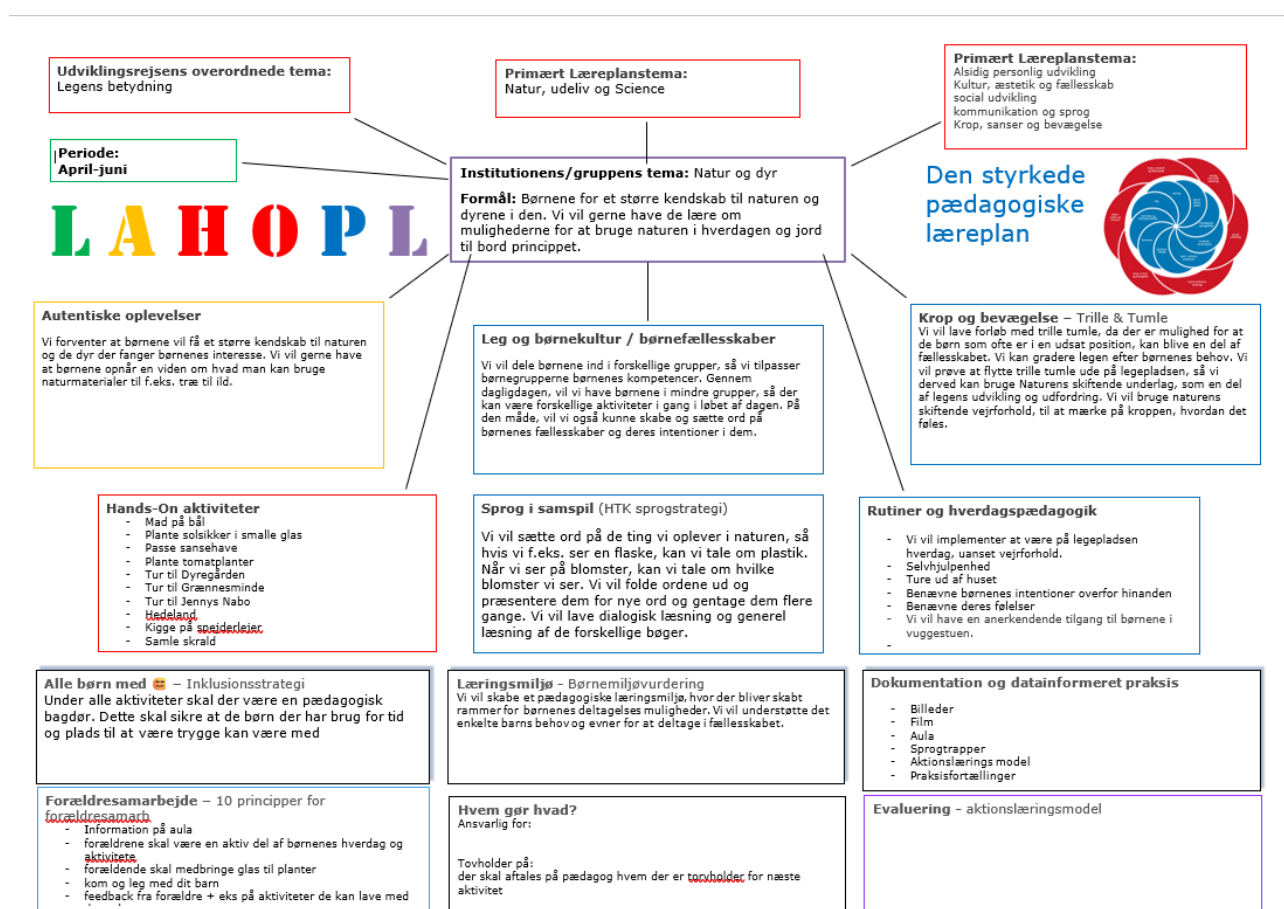 Udviklingsrejsens overordnede tema:
Legens betydning
Primært Læreplanstema:
Natur, udeliv og Science
Primært Læreplanstema:
Alsidig personlig udvikling
Kultur, æstetik og fællesskab
social udvikling
kommunikation og sprog
Krop, sanser og bevægelse
Periode:
April-juni
LAHOPL
Institutionens/gruppens tema: Natur og dyr
Formål: Børnene for et større kendskab til naturen og
dyrene i den. Vi vil gerne have de lære om
mulighederne for at bruge naturen i hverdagen og jord
til bord princippet.
Den styrkede
pædagogiske
læreplan
Autentiske oplevelser
Vi forventer at børnene vil få et større kendskab til naturen
og de dyr der fanger børnenes interesse. Vi vil gerne have
at børnene opnår en viden om hvad man kan bruge
naturmaterialer til f.eks. træ til ild.
Leg og børnekultur / børnefællesskaber
Vi vil dele børnene ind i forskellige grupper, så vi tilpasser
børnegrupperne børnenes kompetencer. Gennem
dagligdagen, vil vi have børnene i mindre grupper, så der
kan være forskellige aktiviteter i gang i løbet af dagen. På
den måde, vil vi også kunne skabe og sætte ord på
børnenes fællesskaber og deres intentioner i dem.
Krop og bevægelse – Trille & Tumle
Vi vil lave forløb med trille tumle, da der er mulighed for at
de børn som ofte er i en udsat position, kan blive en del af
fællesskabet. Vi kan gradere legen efter børnenes behov. Vi
vil prøve at flytte trille tumle ude på legepladsen, så vi
derved kan bruge Naturens skiftende underlag, som en del
af legens udvikling og udfordring. Vi vil bruge naturens
skiftende vejrforhold, til at mærke på kroppen, hvordan det
føles.
Hands-On aktiviteter
- Mad på bål
- Plante solsikker i smalle glas
- Passe sansehave
- Plante tomatplanter
- Tur til Dyregården
- Tur til Grønnesminde
- Tur til Jennys Nabo
- Hedeland
- Kigge på spejderlejer
- Samle skrald
Sprog i samspil (HTK sprogstrategi)
Vi vil sætte ord på de ting vi oplever i naturen, så
hvis vi f.eks. ser en flaske, kan vi tale om plastik.
Når vi ser på blomster, kan vi tale om hvilke
blomster vi ser. Vi vil folde ordene ud og
præsentere dem for nye ord og gentage dem flere
gange. Vi vil lave dialogisk læsning og generel
læsning af de forskellige bøger.
Rutiner og hverdagspædagogik
- Vi vil implementer at være på legepladsen
hverdag, uanset vejrforhold.
- Selvhjulpenhed
- Ture ud af huset
- Benævne børnenes intentioner overfor hinanden
- Benævne deres følelser
- Vi vil have en anerkendende tilgang til børnene i
vuggestuen.
-
Alle børn med 😄 – Inklusionsstrategi
Under alle aktiviteter skal der være en pædagogisk
bagdør. Dette skal sikre at de børn der har brug for tid
og plads til at være trygge kan være med
Læringsmiljø - Børnemiljøvurdering
Vi vil skabe et pædagogiske læringsmiljø, hvor der bliver skabt
rammer for børnenes deltagelses muligheder. Vi vil understøtte det
enkelte barns behov og evner for at deltage i fællesskabet.
Dokumentation og datainformeret praksis
- Billeder
- Film
- Aula
- Sprogtrapper
- Aktionslærings model
- Praksisfortællinger
Forældresamarbejde – 10 principper for
forældresamarb
- Information på aula
- forældrene skal være en aktiv del af børnenes hverdag og
aktivitete
- forældende skal medbringe glas til planter
- kom og leg med dit barn
- feedback fra forældre + eks på aktiviteter de kan lave med
Hvem gør hvad?
Ansvarlig for:
Tovholder på:
der skal aftales på pædagog hvem der er torvholder for næste
aktivitet
Evaluering - aktionslæringsmodel